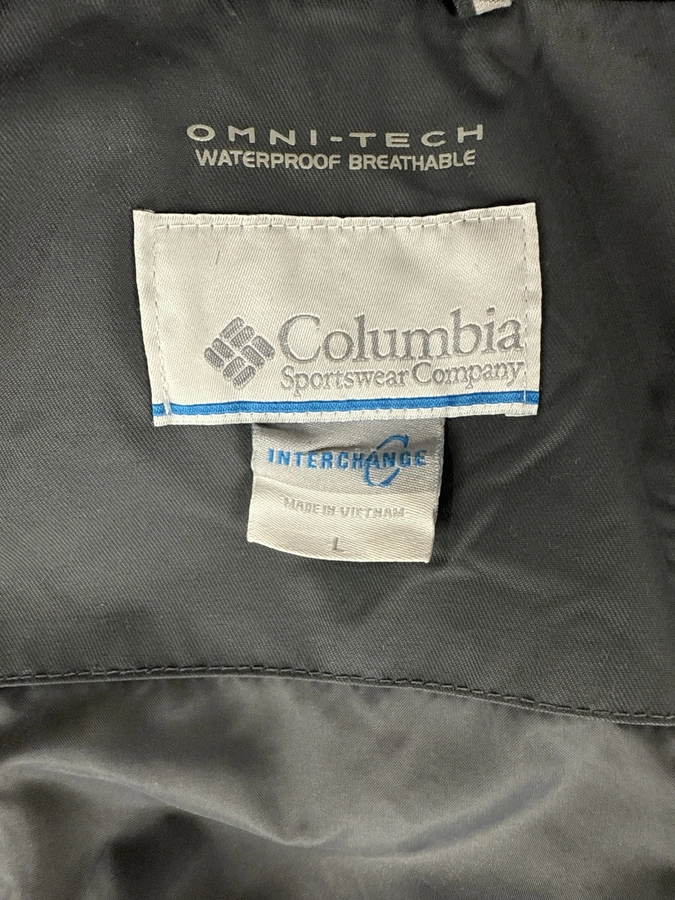 OMNI-TECH
WATERPROOF BREATHABLE
Columbia
Sportswear Company
INTERCHANGE
MADE IN VIETNAM
L